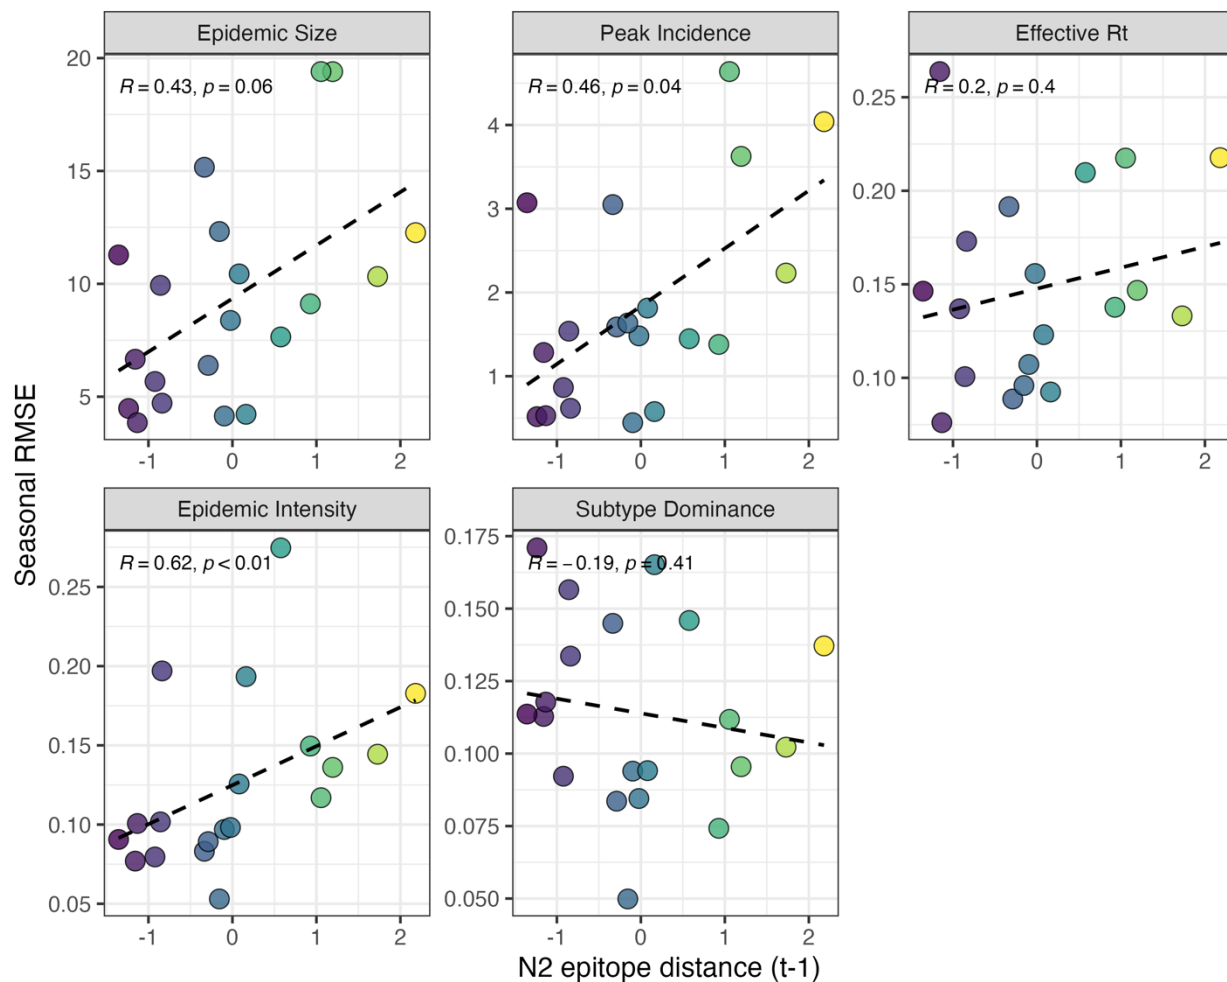 Epidemic Size
Peak Incidence
Effective Rt
R = 0.43, p = 0.06
R = 0.46, p = 0.04
R = 0.2, p = 0.4
20
15
10
5
4
3
2
1
0.25
0.20
0.15
0.10
-1 0 1 2
-1 0 1 2
-1 0 1 2
Seasonal RMSE
Epidemic Intensity
Subtype Dominance
R = 0.62, p < 0.01
R = −0.19, p = 0.41
0.25
0.20
0.15
0.10
0.05
0.175
0.150
0.125
0.100
0.075
0.050
-1 0 1 2
-1 0 1 2
N2 epitope distance (t-1)